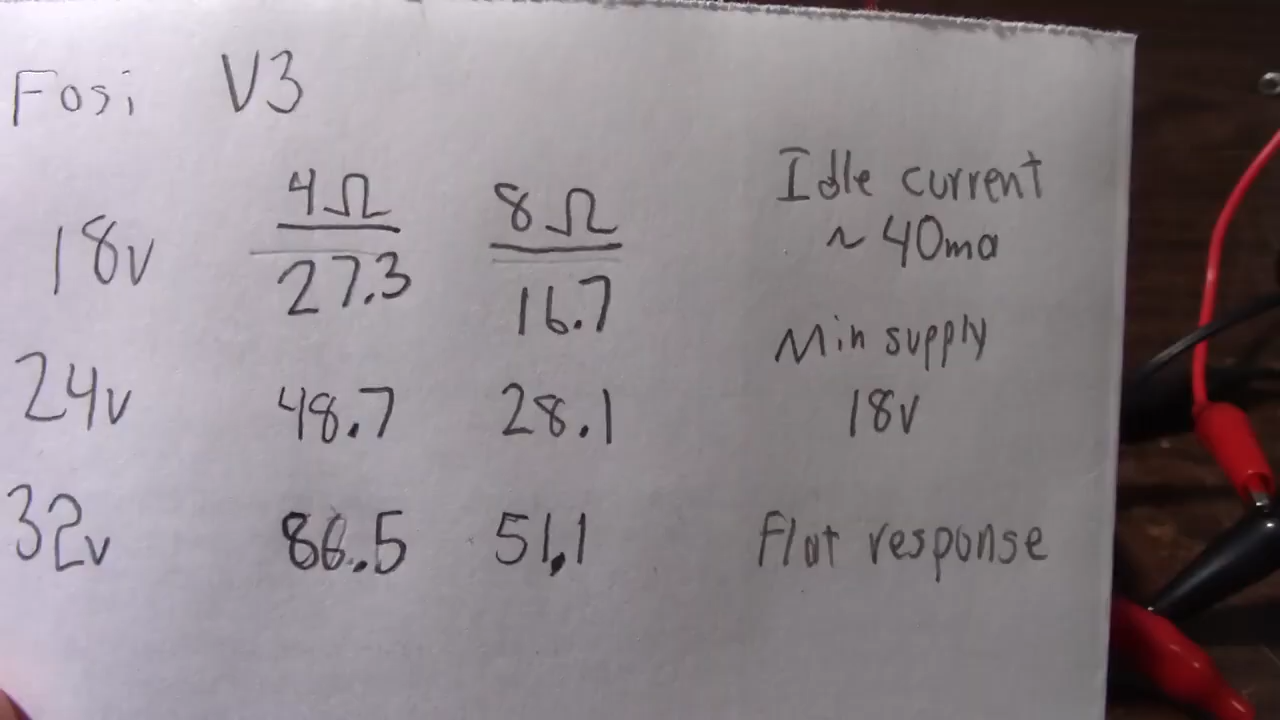 Fosi V3
4Ω 8Ω
18v 27.3 16.7
24v 48.7 28.1
32v 86.5 51.1
Idle current
~ 40ma
Min supply
18v
Flat response